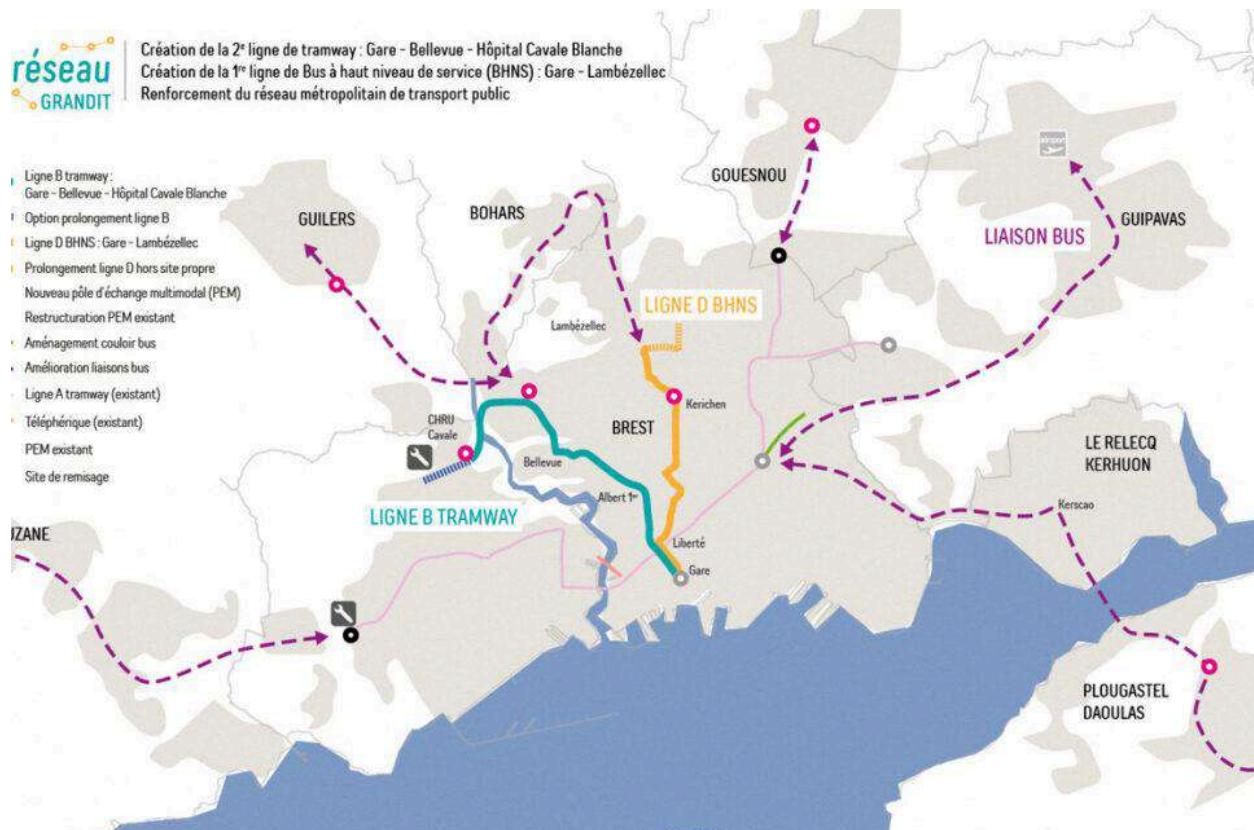 réseau
GRANDIT
Création de la 2e ligne de tramway : Gare - Bellevue - Hôpital Cavale Blanche
Création de la 1re ligne de Bus à haut niveau de service (BHNS) : Gare - Lambézellec
Renforcement du réseau métropolitain de transport public
Ligne B tramway :
Gare - Bellevue - Hôpital Cavale Blanche
Option prolongement ligne B
Ligne D BHNS : Gare - Lambézellec
Prolongement ligne D hors site propre
Nouveau pôle d'échange multimodal (PEM)
Restructuration PEM existant
Aménagement couloir bus
Amélioration liaisons bus
Ligne A tramway (existant)
Téléphérique (existant)
PEM existant
Site de remisage
GUILERS
BOHARS
GOUESNOU
aéroport
GUIPAVAS
LIAISON BUS
LIGNE D BHNS
Lambézellec
Kerichen
CHRU
Cavale
BREST
Bellevue
LE RELECQ
KERHUON
Albert 1er
LIGNE B TRAMWAY
Kerscao
UZANE
Liberté
Gare
PLOUGASTEL
DAOULAS